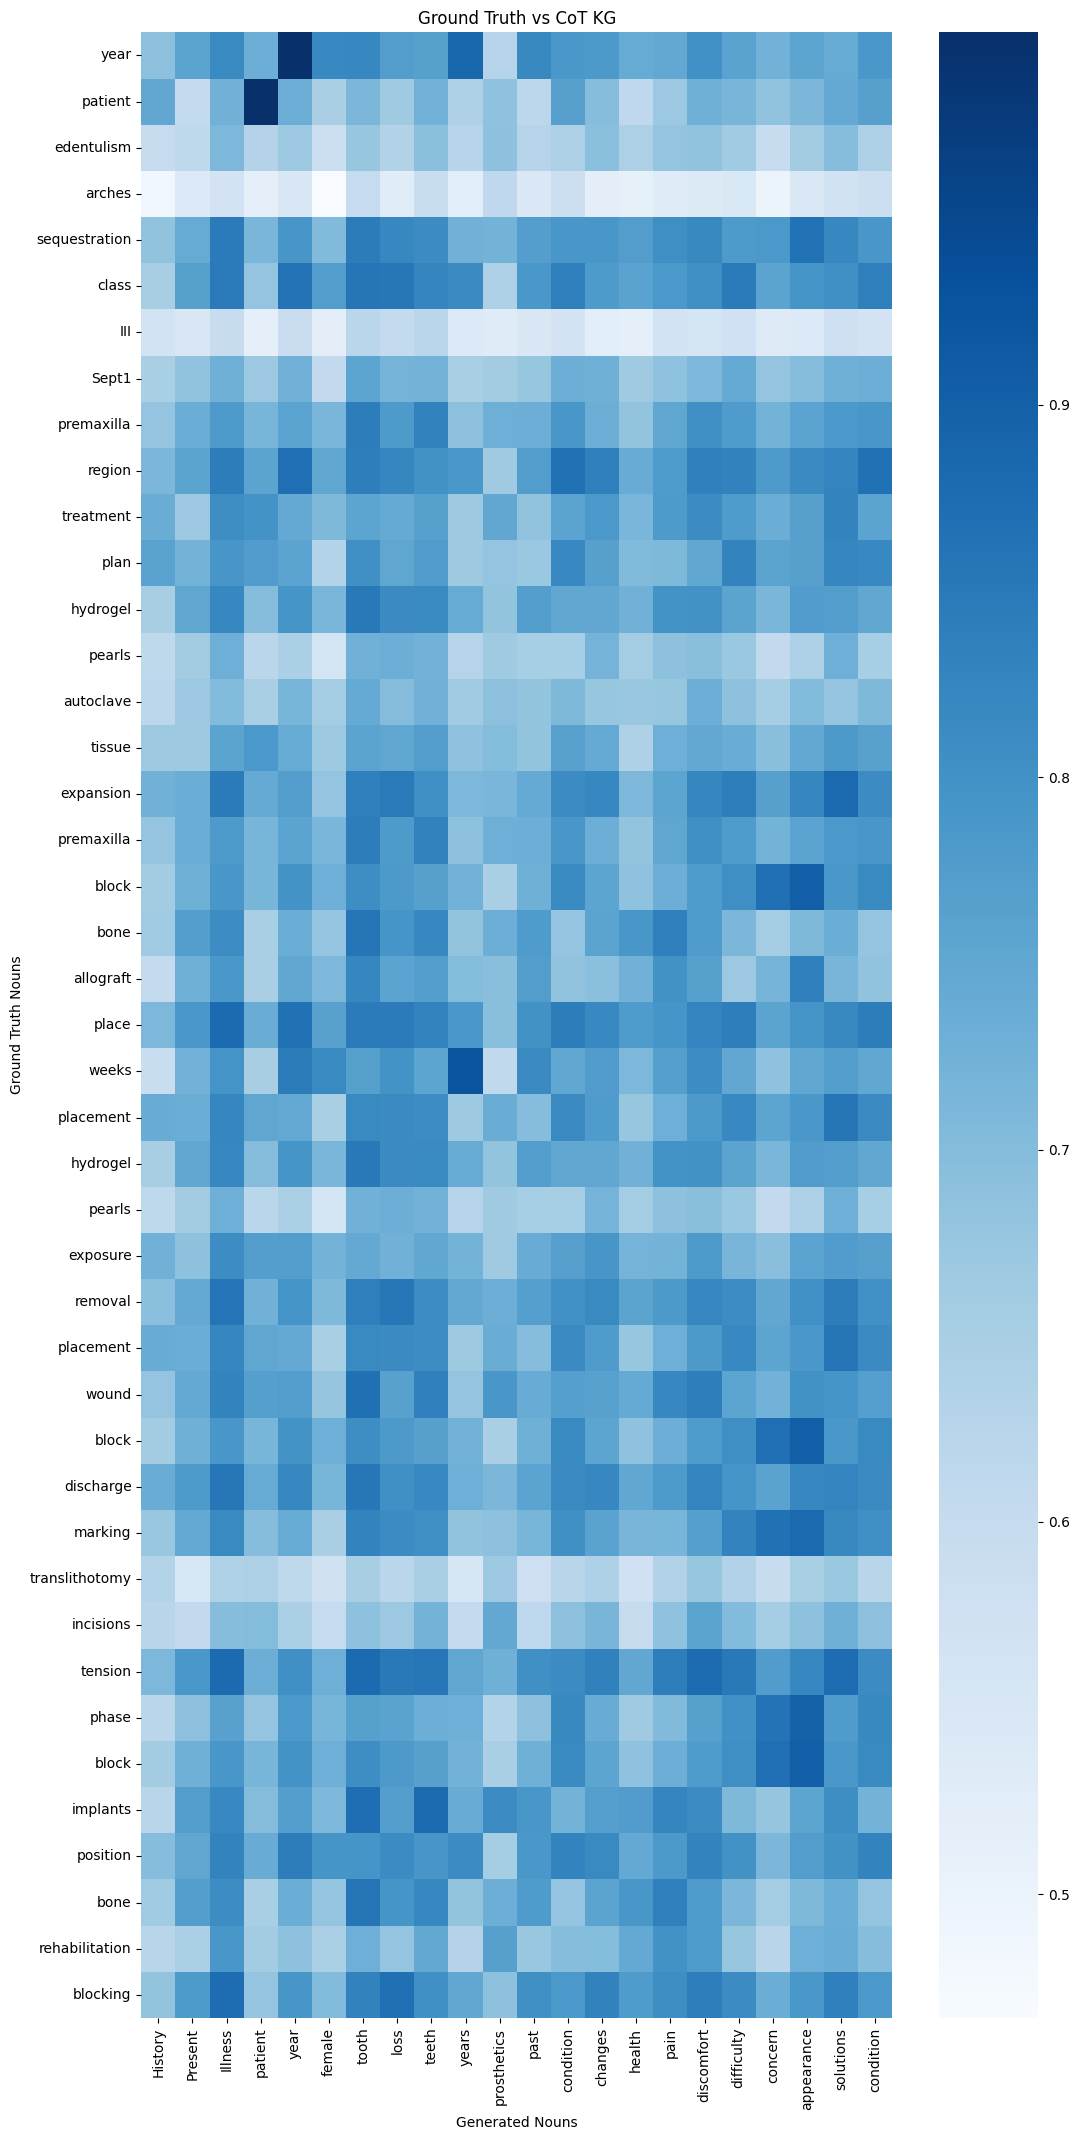 Ground Truth vs CoT KG
Ground Truth Nouns
year
patient
edentulism
arches
sequestration
class
III
Sept1
premaxilla
region
treatment
plan
hydrogel
pearls
autoclave
tissue
expansion
premaxilla
block
bone
allograft
place
weeks
placement
hydrogel
pearls
exposure
removal
placement
wound
block
discharge
marking
translithotomy
incisions
tension
phase
block
implants
position
bone
rehabilitation
blocking
History
Present
Illness
patient
year
female
tooth
loss
teeth
years
prosthetics
past
condition
changes
health
pain
discomfort
difficulty
concern
appearance
solutions
condition
Generated Nouns
0.9
0.8
0.7
0.6
0.5